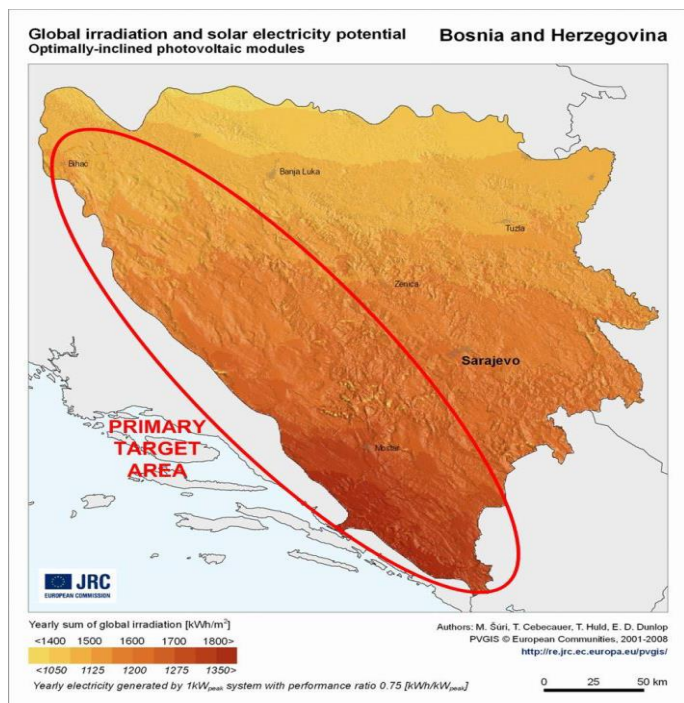 Global irradiation and solar electricity potential
Optimally-inclined photovoltaic modules
Bosnia and Herzegovina
Bihać
Banja Luka
Tuzla
Zenica
Sarajevo
PRIMARY
TARGET
AREA
Mostar
JRC
EUROPEAN COMMISSION
Yearly sum of global irradiation [kWh/m²]
<1400 1500 1600 1700 1800>
<1050 1125 1200 1275 1350>
Yearly electricity generated by 1kWpeak system with performance ratio 0.75 [kWh/kWpeak]
Authors: M. Šúri, T. Cebecauer, T. Huld, E. D. Dunlop
PVGIS © European Communities, 2001-2008
http://re.jrc.ec.europa.eu/pvgis/
0 25 50 km